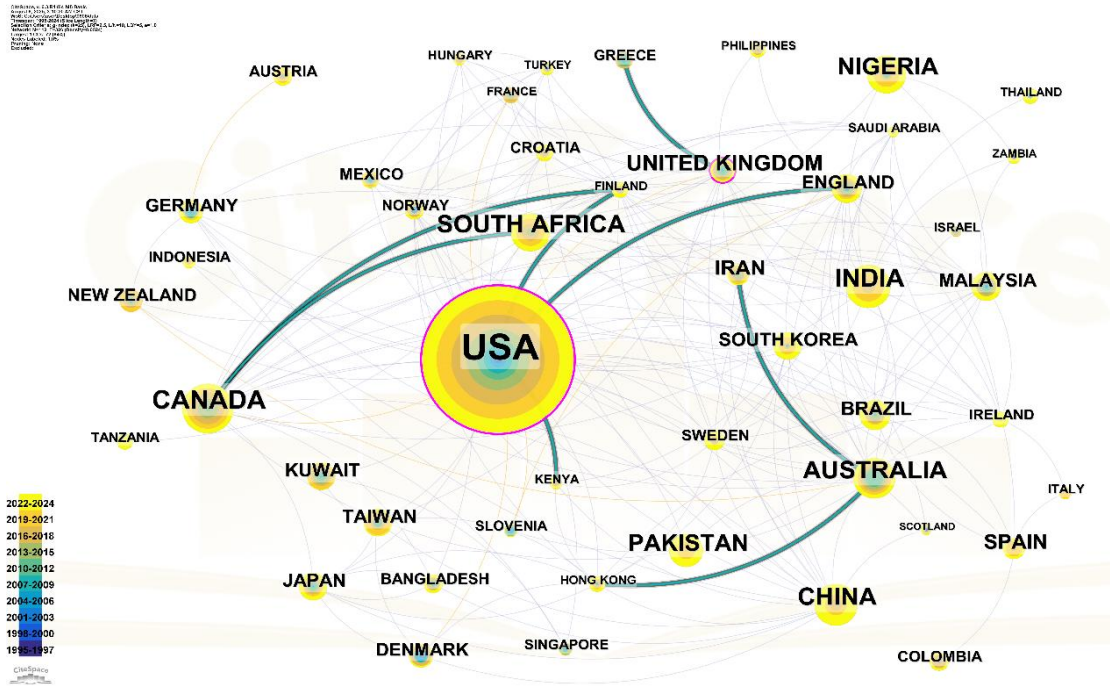 HUNGARY
TURKEY
GREECE
PHILIPPINES
AUSTRIA
NIGERIA
FRANCE
THAILAND
SAUDI ARABIA
CROATIA
UNITED KINGDOM
ZAMBIA
MEXICO
FINLAND
ENGLAND
GERMANY
NORWAY
SOUTH AFRICA
ISRAEL
INDONESIA
IRAN
INDIA
MALAYSIA
NEW ZEALAND
SOUTH KOREA
USA
CANADA
BRAZIL
IRELAND
TANZANIA
SWEDEN
KUWAIT
AUSTRALIA
KENYA
ITALY
TAIWAN
SLOVENIA
SCOTLAND
PAKISTAN
SPAIN
JAPAN
BANGLADESH
HONG KONG
CHINA
DENMARK
SINGAPORE
COLOMBIA
2022-2024
2019-2021
2016-2018
2013-2015
2010-2012
2007-2009
2004-2006
2001-2003
1998-2000
1995-1997
CiteSpace